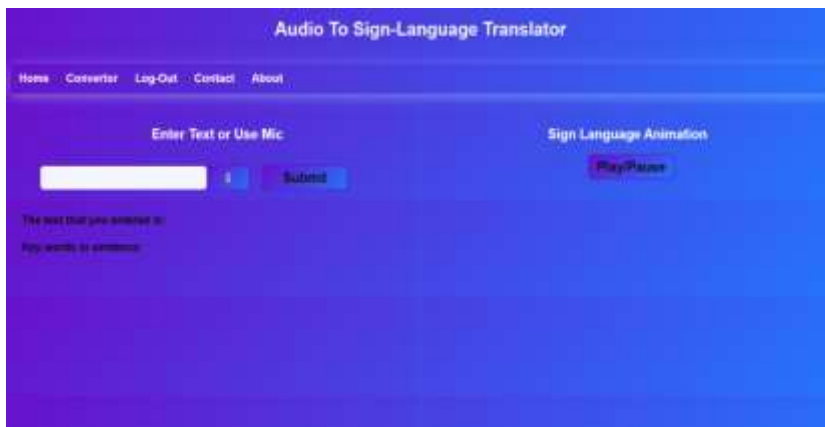 Audio To Sign-Language Translator
Home Convertor Log-Out Contact About
Enter Text or Use Mic
Sign Language Animation
Submit
Play/Pause
The text that you entered is:
Key words in sentence: